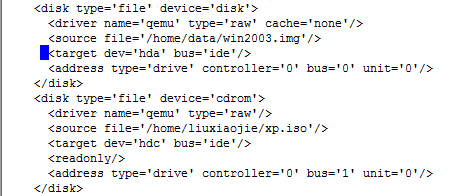 <disk type='file' device='disk'>
<driver name='qemu' type='raw' cache='none'/>
<source file='/home/data/win2003.img'/>
<target dev='hda' bus='ide'/>
<address type='drive' controller='0' bus='0' unit='0'/>
</disk>
<disk type='file' device='cdrom'>
<driver name='qemu' type='raw'/>
<source file='/home/liuxiaojie/xp.iso'/>
<target dev='hdc' bus='ide'/>
<readonly/>
<address type='drive' controller='0' bus='1' unit='0'/>
</disk>